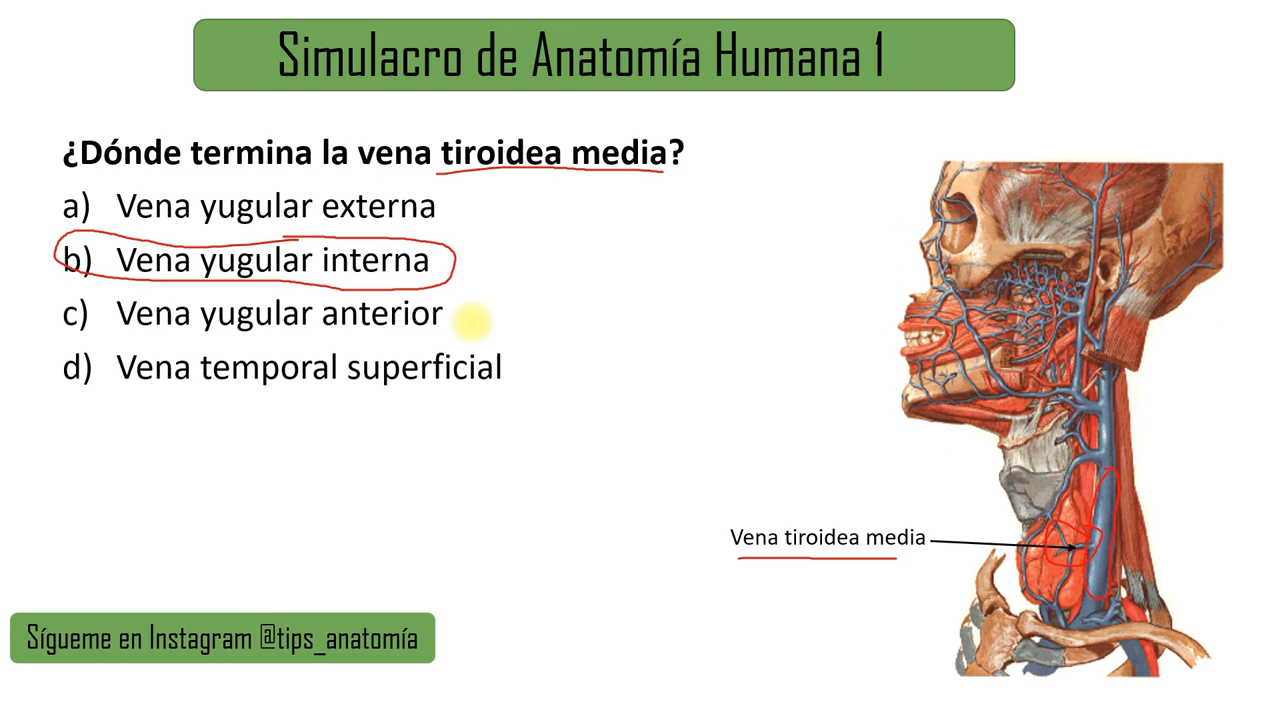 Simulacro de Anatomía Humana 1
¿Dónde termina la vena tiroidea media?
a) Vena yugular externa
b) Vena yugular interna
c) Vena yugular anterior
d) Vena temporal superficial
Vena tiroidea media
Sígueme en Instagram @tips_anatomía